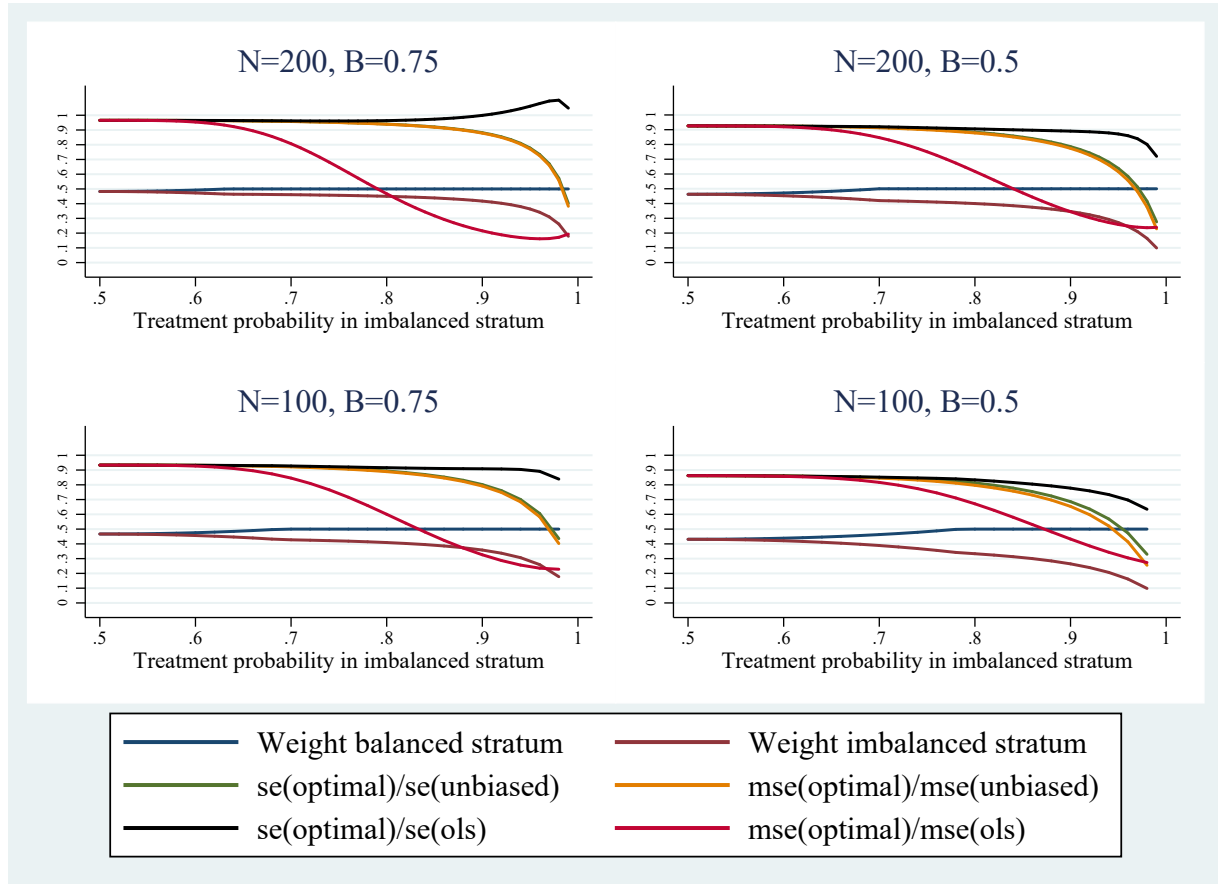 N=200, B=0.75
1
.9
.8
.7
.6
.5
.4
.3
.2
.1
0
.5 .6 .7 .8 .9 1
Treatment probability in imbalanced stratum
N=200, B=0.5
1
.9
.8
.7
.6
.5
.4
.3
.2
.1
0
.5 .6 .7 .8 .9 1
Treatment probability in imbalanced stratum
N=100, B=0.75
1
.9
.8
.7
.6
.5
.4
.3
.2
.1
0
.5 .6 .7 .8 .9 1
Treatment probability in imbalanced stratum
N=100, B=0.5
1
.9
.8
.7
.6
.5
.4
.3
.2
.1
0
.5 .6 .7 .8 .9 1
Treatment probability in imbalanced stratum
Weight balanced stratum
Weight imbalanced stratum
se(optimal)/se(unbiased)
mse(optimal)/mse(unbiased)
se(optimal)/se(ols)
mse(optimal)/mse(ols)